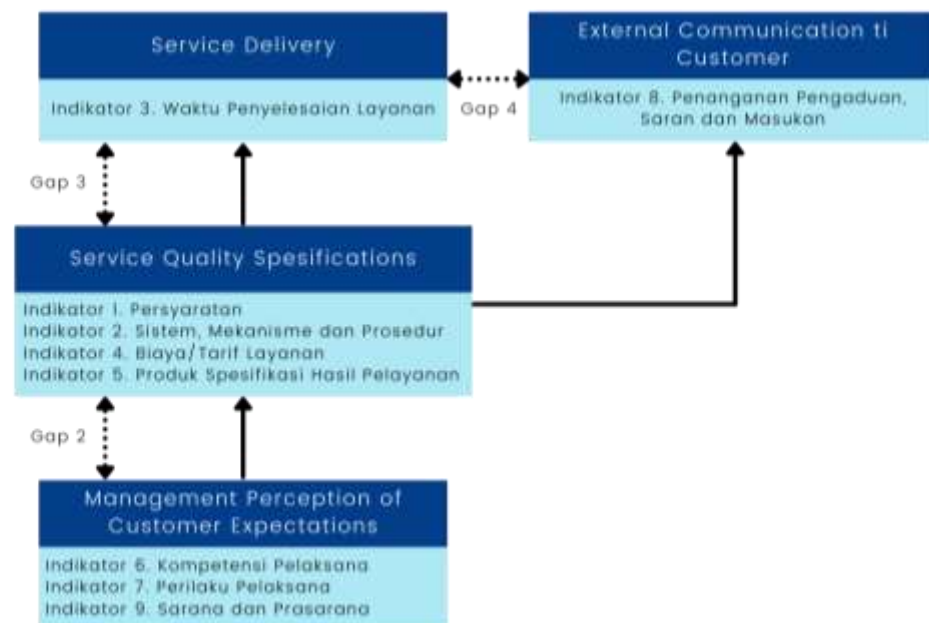 Service Delivery
Indikator 3. Waktu Penyelesaian Layanan
External Communication ti
Customer
Indikator 8. Penanganan Pengaduan,
Saran dan Masukan
Gap 4
Gap 3
Service Quality Spesifications
Indikator 1. Persyaratan
Indikator 2. Sistem, Mekanisme dan Prosedur
Indikator 4. Biaya/Tarif Layanan
Indikator 5. Produk Spesifikasi Hasil Pelayanan
Gap 2
Management Perception of
Customer Expectations
Indikator 6. Kompetensi Pelaksana
Indikator 7. Perilaku Pelaksana
Indikator 9. Sarana dan Prasarana